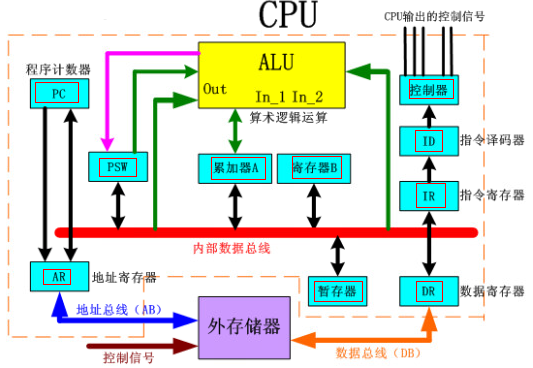 CPU
CPU输出的控制信号
程序计数器
PC
ALU
Out
In_1 In_2
算术逻辑运算
控制器
ID
指令译码器
PSW
累加器A
寄存器B
IR
指令寄存器
内部数据总线
AR
地址寄存器
暂存器
DR
数据寄存器
地址总线（AB）
外存储器
控制信号
数据总线（DB）